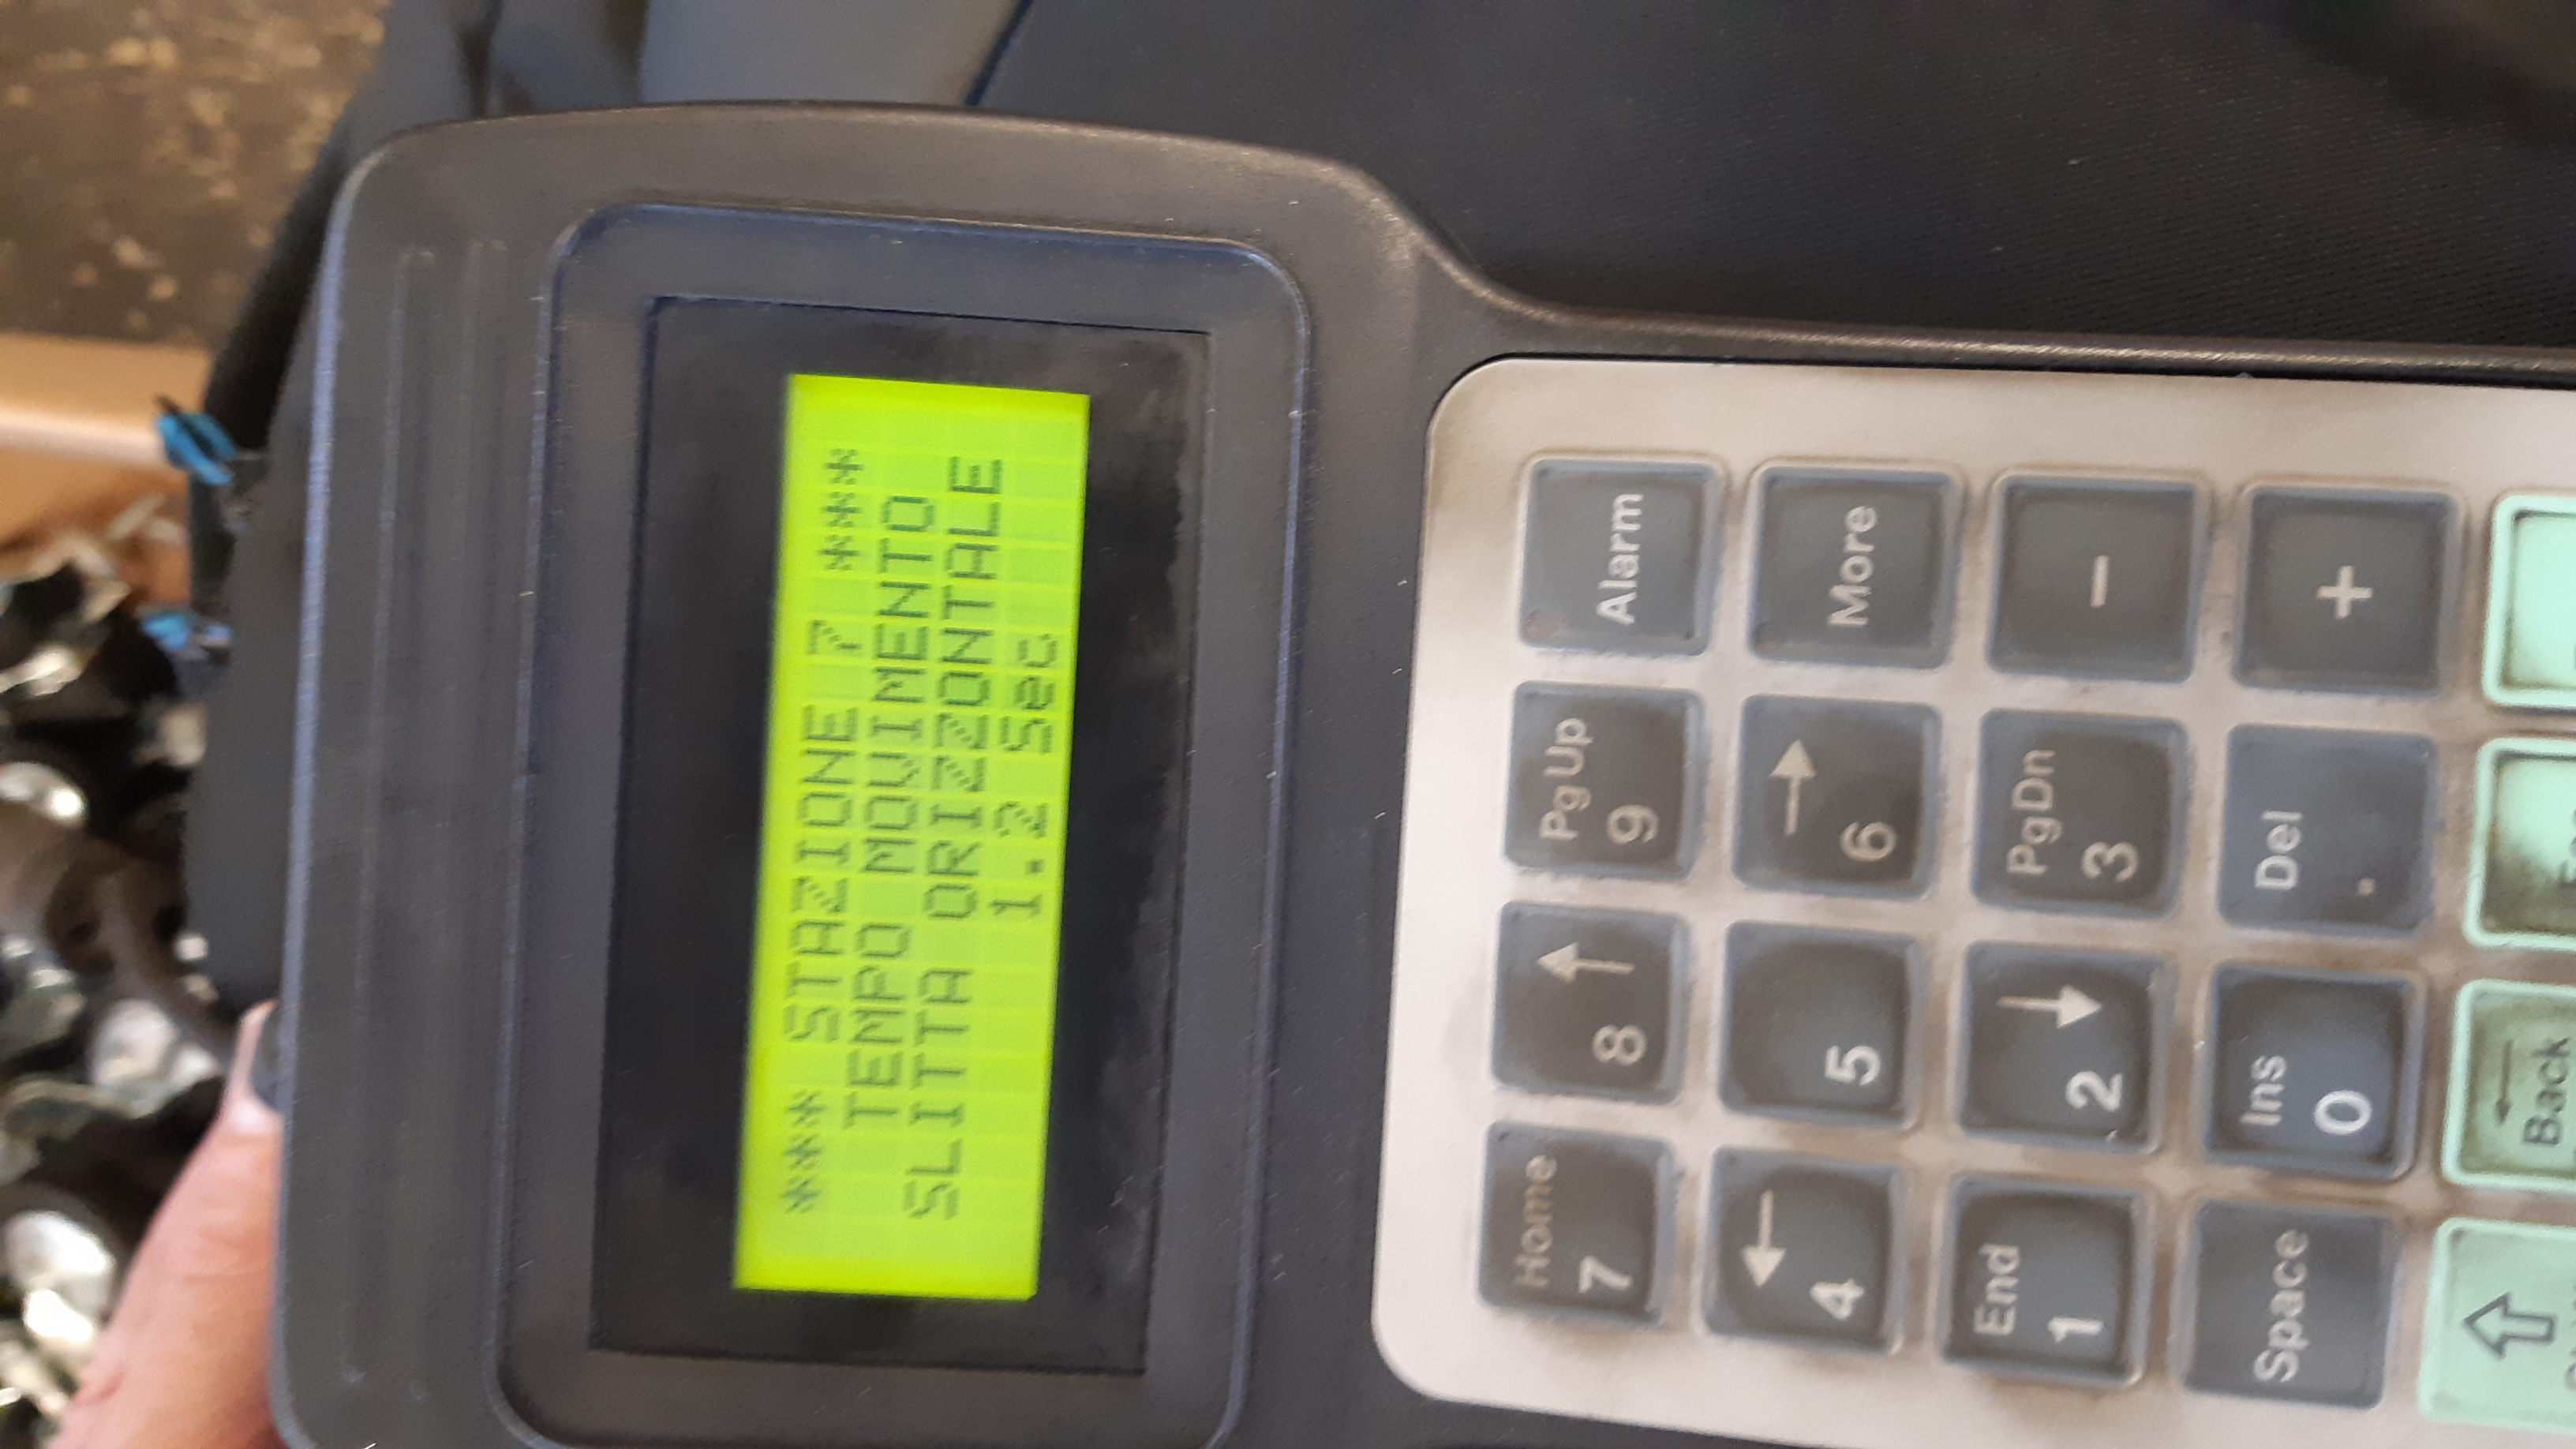 *** STAZIONE 7 ***
TEMPO MOVIMENTO
SLITTA ORIZZONTALE
1.2 Sec
7 Home
8 ↑
9 PgUp
Alarm
4 ←
5
6 →
More
End
1
2 ↓
PgDn
3
-
Space
Ins
0
Del
.
+
Back